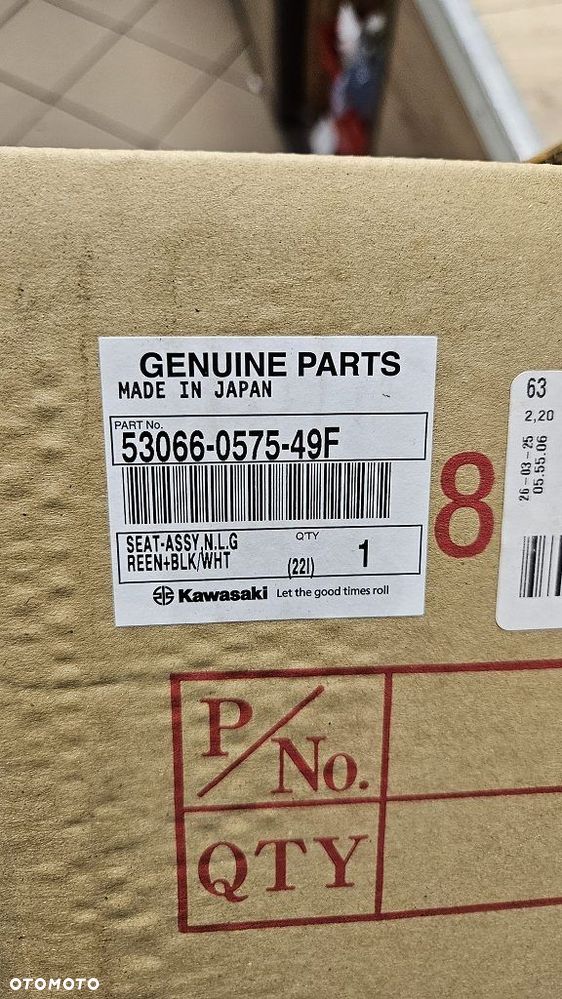 GENUINE PARTS
MADE IN JAPAN
PART No.
53066-0575-49F
SEAT-ASSY,N.L.G
REEN+BLK/WHT
Q'TY
(22I)
1
Kawasaki Let the good times roll
8
63
2,20
26-03-25
05.55.06
P/No.
QTY
OTOMOTO